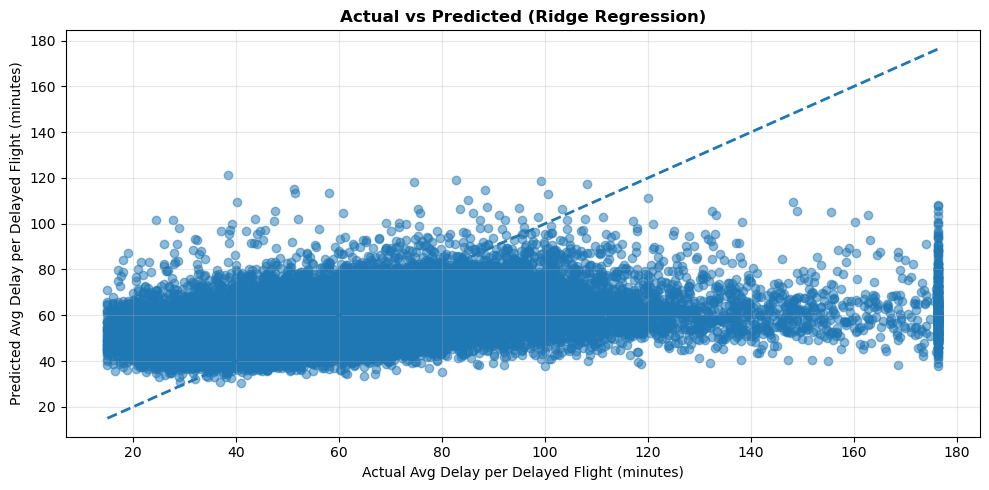 Actual vs Predicted (Ridge Regression)
Predicted Avg Delay per Delayed Flight (minutes)
180
160
140
120
100
80
60
40
20
20 40 60 80 100 120 140 160 180
Actual Avg Delay per Delayed Flight (minutes)